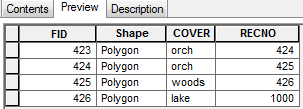 Contents Preview Description
FID Shape COVER RECNO
423 Polygon orch 424
424 Polygon orch 425
425 Polygon woods 426
426 Polygon lake 1000